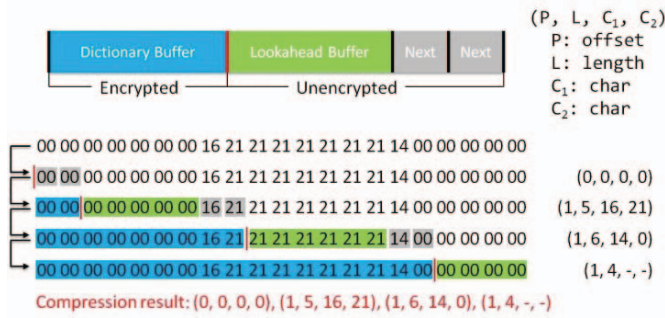 (P, L, C₁, C₂)
P: offset
L: length
C₁: char
C₂: char
Dictionary Buffer Lookahead Buffer Next Next
Encrypted Unencrypted
00 00 00 00 00 00 00 16 21 21 21 21 21 21 21 14 00 00 00 00 00
00 00 00 00 00 00 00 16 21 21 21 21 21 21 21 14 00 00 00 00 00 (0, 0, 0, 0)
00 00 00 00 00 00 00 16 21 21 21 21 21 21 21 14 00 00 00 00 00 (1, 5, 16, 21)
00 00 00 00 00 00 00 16 21 21 21 21 21 21 21 14 00 00 00 00 00 (1, 6, 14, 0)
00 00 00 00 00 00 00 16 21 21 21 21 21 21 21 14 00 00 00 00 00 (1, 4, -, -)
Compression result: (0, 0, 0, 0), (1, 5, 16, 21), (1, 6, 14, 0), (1, 4, -, -)